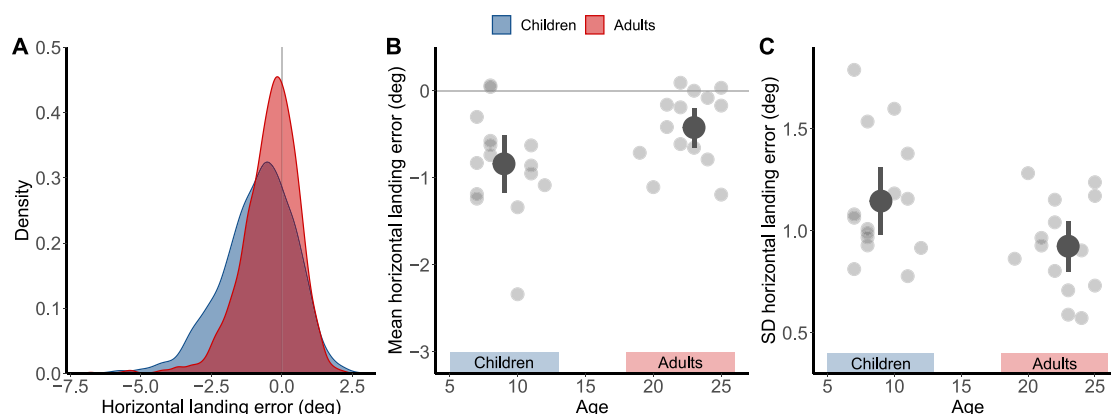 Children Adults
A
Density
0.5
0.4
0.3
0.2
0.1
0.0
−7.5 −5.0 −2.5 0.0 2.5
Horizontal landing error (deg)
B
Mean horizontal landing error (deg)
0
−1
−2
−3
Children Adults
5 10 15 20 25
Age
C
SD horizontal landing error (deg)
1.5
1.0
0.5
Children Adults
5 10 15 20 25
Age